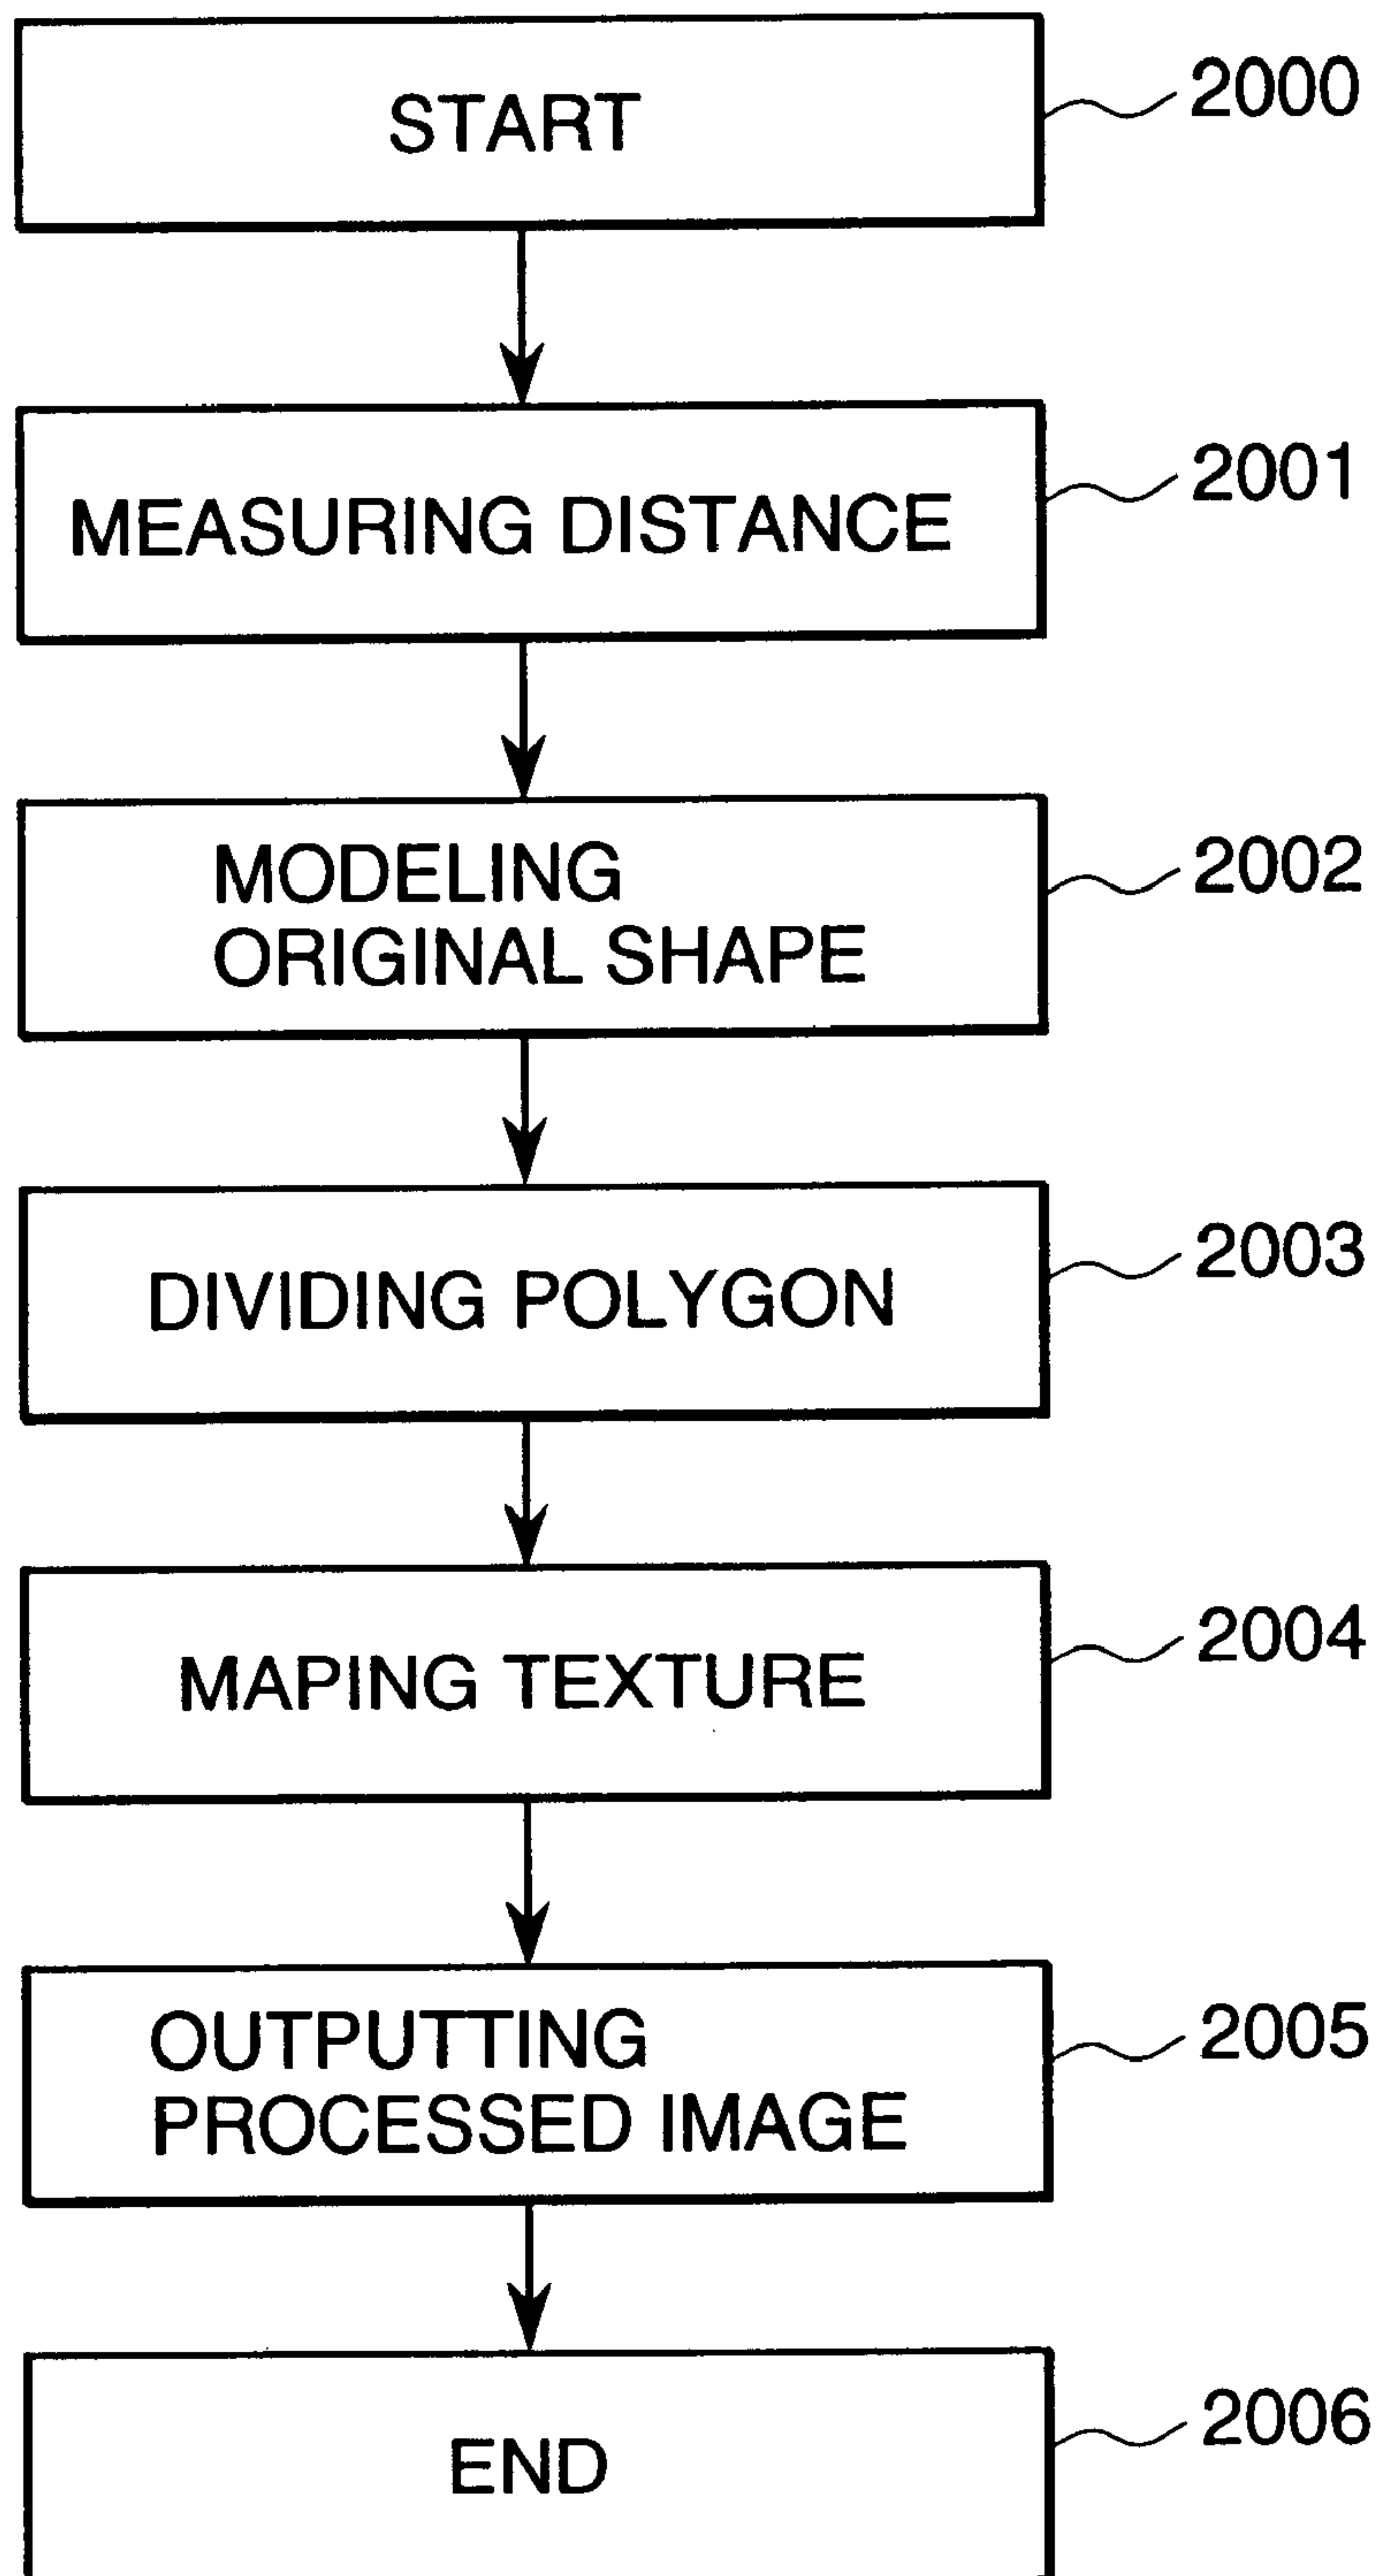 START
2000
MEASURING DISTANCE
2001
MODELING
ORIGINAL SHAPE
2002
DIVIDING POLYGON
2003
MAPING TEXTURE
2004
OUTPUTTING
PROCESSED IMAGE
2005
END
2006